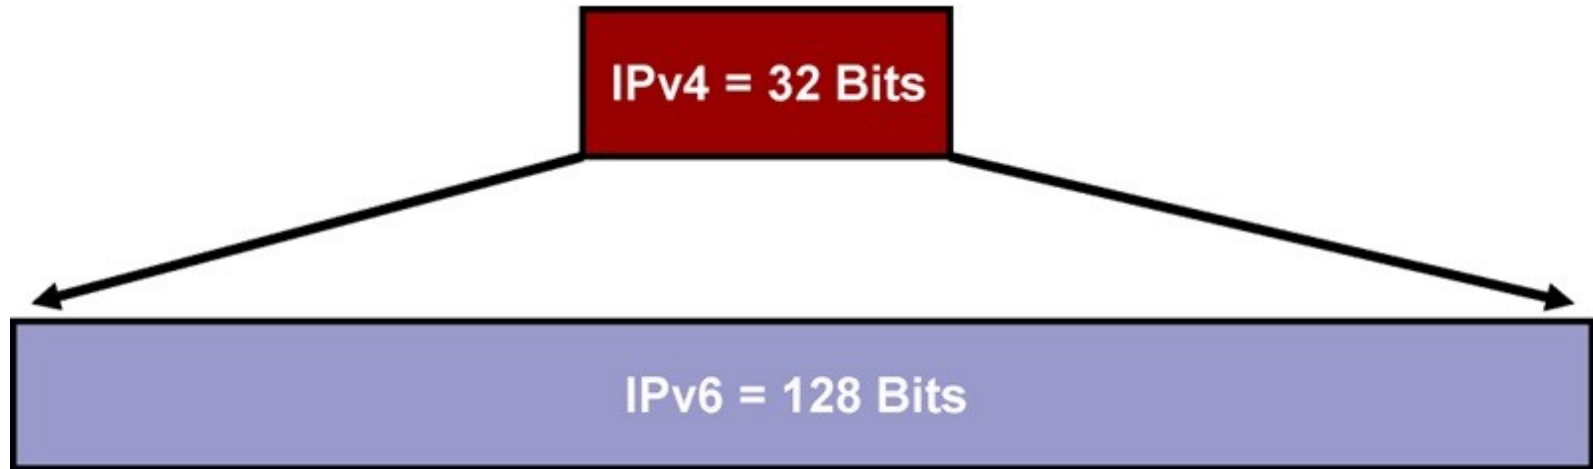 IPv4 = 32 Bits
IPv6 = 128 Bits